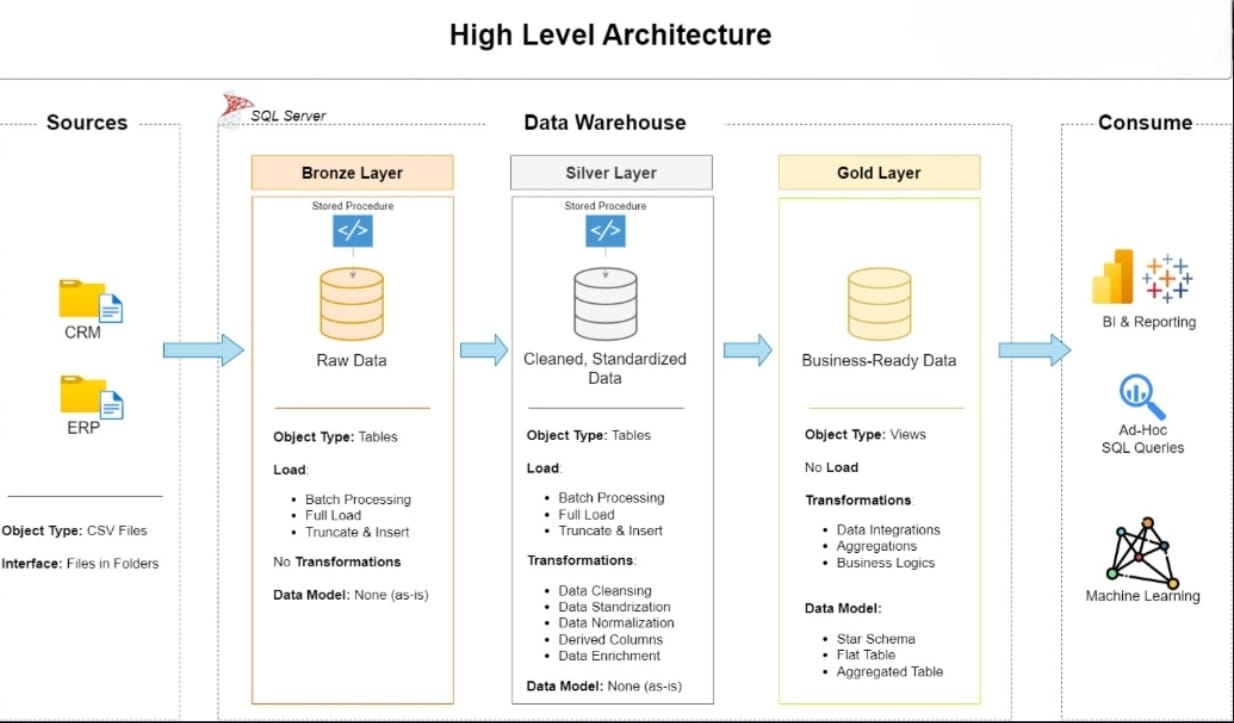 High Level Architecture
Sources
SQL Server
Data Warehouse
Consume
CRM
ERP
Object Type: CSV Files
Interface: Files in Folders
Bronze Layer
Stored Procedure
</>
Raw Data
Object Type: Tables
Load:
• Batch Processing
• Full Load
• Truncate & Insert
No Transformations
Data Model: None (as-is)
Silver Layer
Stored Procedure
</>
Cleaned, Standardized
Data
Object Type: Tables
Load:
• Batch Processing
• Full Load
• Truncate & Insert
Transformations:
• Data Cleansing
• Data Standrization
• Data Normalization
• Derived Columns
• Data Enrichment
Data Model: None (as-is)
Gold Layer
Business-Ready Data
Object Type: Views
No Load
Transformations:
• Data Integrations
• Aggregations
• Business Logics
Data Model:
• Star Schema
• Flat Table
• Aggregated Table
BI & Reporting
Ad-Hoc
SQL Queries
Machine Learning